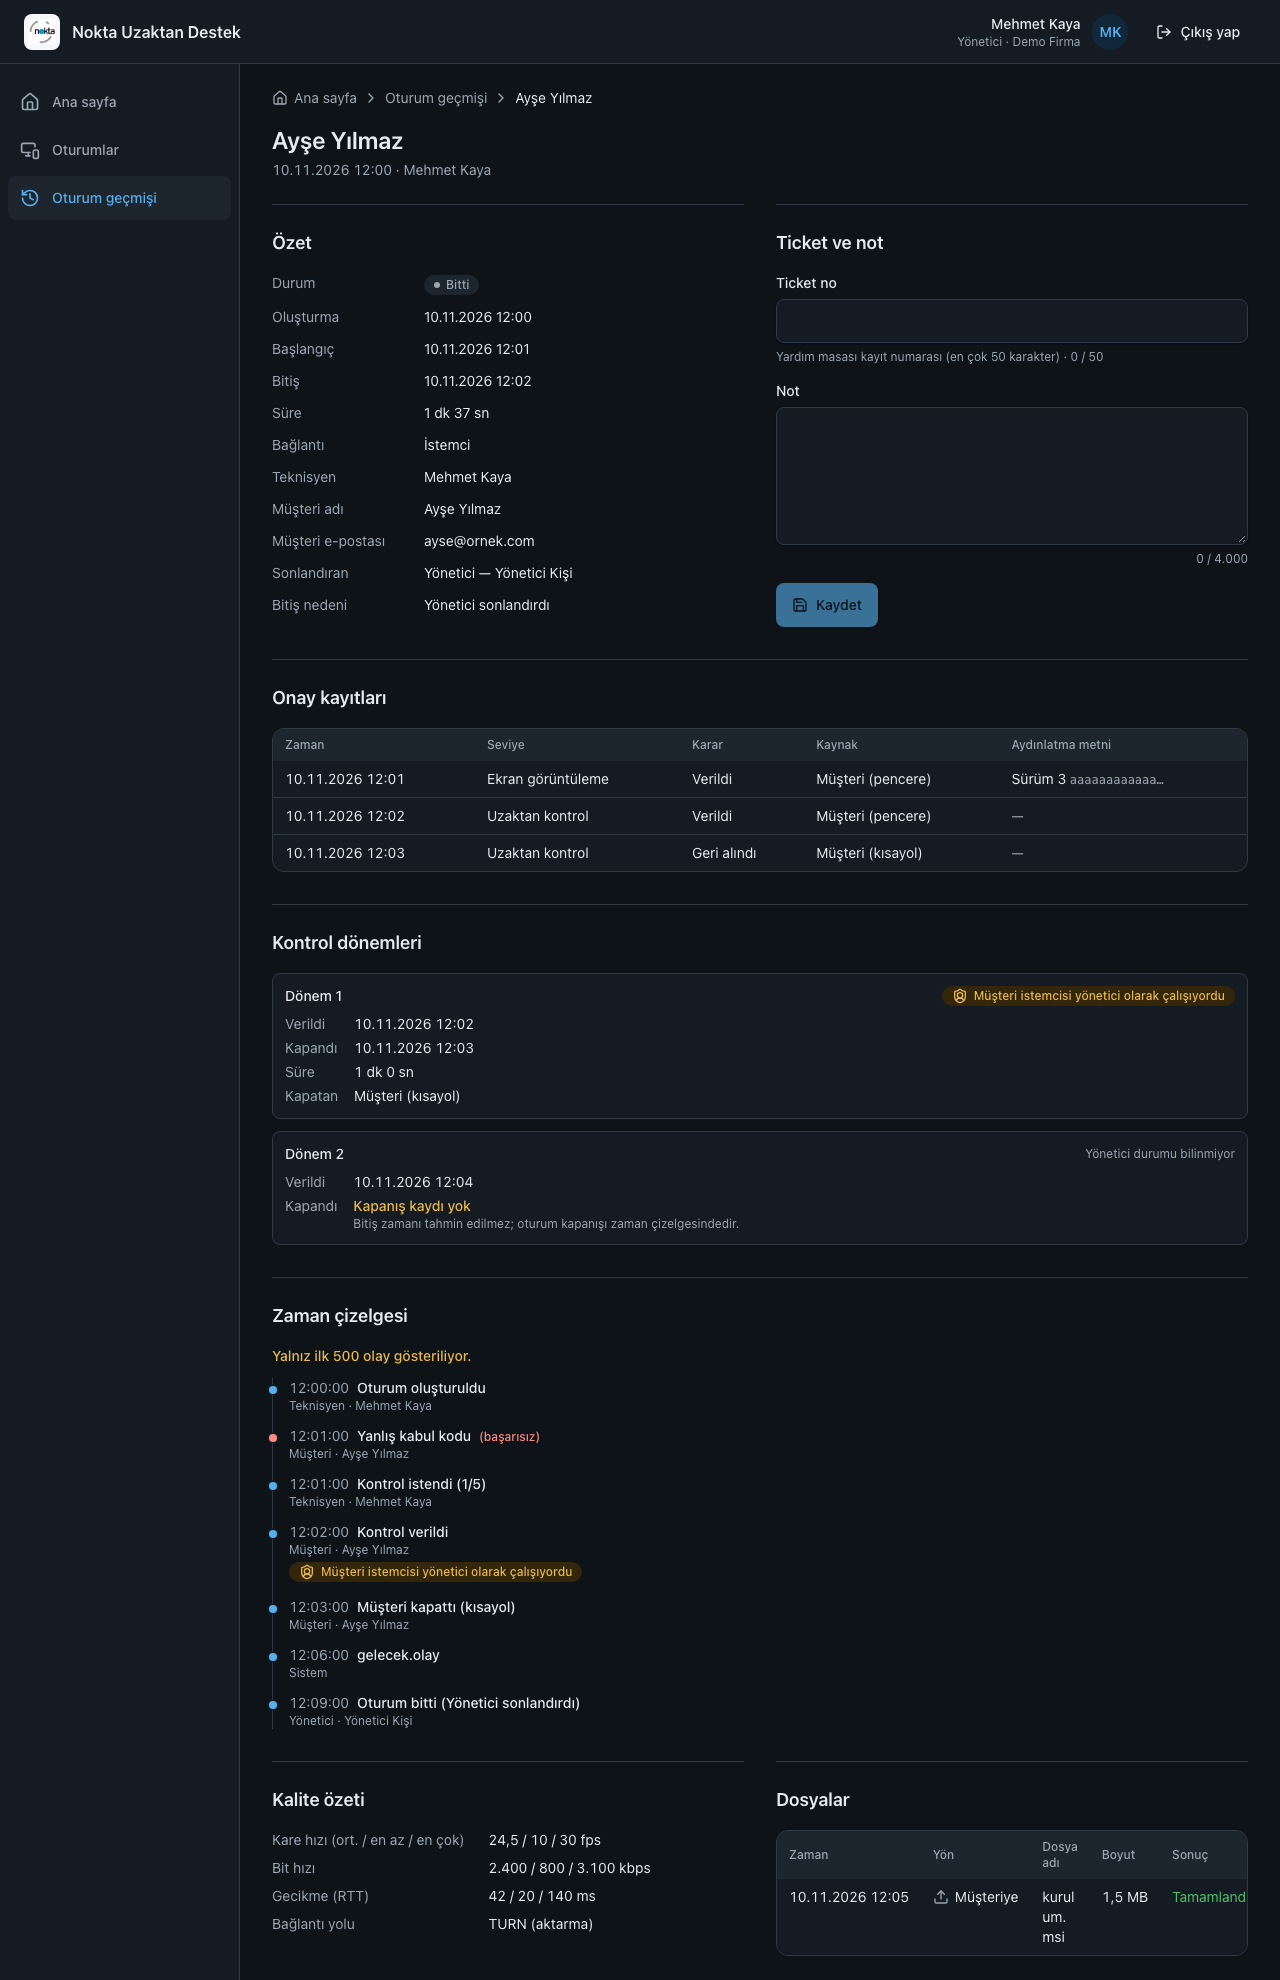 nokta
Nokta Uzaktan Destek
Mehmet Kaya
Yönetici · Demo Firma
MK
Çıkış yap
Ana sayfa
Oturumlar
Oturum geçmişi
Ana sayfa > Oturum geçmişi > Ayşe Yılmaz
Ayşe Yılmaz
10.11.2026 12:00 · Mehmet Kaya
Özet
Durum Bitti
Oluşturma 10.11.2026 12:00
Başlangıç 10.11.2026 12:01
Bitiş 10.11.2026 12:02
Süre 1 dk 37 sn
Bağlantı İstemci
Teknisyen Mehmet Kaya
Müşteri adı Ayşe Yılmaz
Müşteri e-postası ayse@ornek.com
Sonlandıran Yönetici — Yönetici Kişi
Bitiş nedeni Yönetici sonlandırdı
Ticket ve not
Ticket no
Yardım masası kayıt numarası (en çok 50 karakter) · 0 / 50
Not
0 / 4.000
Kaydet
Onay kayıtları
Zaman Seviye Karar Kaynak Aydınlatma metni
10.11.2026 12:01 Ekran görüntüleme Verildi Müşteri (pencere) Sürüm 3 aaaaaaaaaaaa…
10.11.2026 12:02 Uzaktan kontrol Verildi Müşteri (pencere) —
10.11.2026 12:03 Uzaktan kontrol Geri alındı Müşteri (kısayol) —
Kontrol dönemleri
Dönem 1 Müşteri istemcisi yönetici olarak çalışıyordu
Verildi 10.11.2026 12:02
Kapandı 10.11.2026 12:03
Süre 1 dk 0 sn
Kapatan Müşteri (kısayol)
Dönem 2 Yönetici durumu bilinmiyor
Verildi 10.11.2026 12:04
Kapandı Kapanış kaydı yok
Bitiş zamanı tahmin edilmez; oturum kapanışı zaman çizelgesindedir.
Zaman çizelgesi
Yalnız ilk 500 olay gösteriliyor.
12:00:00 Oturum oluşturuldu
Teknisyen · Mehmet Kaya
12:01:00 Yanlış kabul kodu (başarısız)
Müşteri · Ayşe Yılmaz
12:01:00 Kontrol istendi (1/5)
Teknisyen · Mehmet Kaya
12:02:00 Kontrol verildi
Müşteri · Ayşe Yılmaz
Müşteri istemcisi yönetici olarak çalışıyordu
12:03:00 Müşteri kapattı (kısayol)
Müşteri · Ayşe Yılmaz
12:06:00 gelecek.olay
Sistem
12:09:00 Oturum bitti (Yönetici sonlandırdı)
Yönetici · Yönetici Kişi
Kalite özeti
Kare hızı (ort. / en az / en çok) 24,5 / 10 / 30 fps
Bit hızı 2.400 / 800 / 3.100 kbps
Gecikme (RTT) 42 / 20 / 140 ms
Bağlantı yolu TURN (aktarma)
Dosyalar
Zaman Yön Dosya adı Boyut Sonuç
10.11.2026 12:05 Müşteriye kurulum.msi 1,5 MB Tamamland